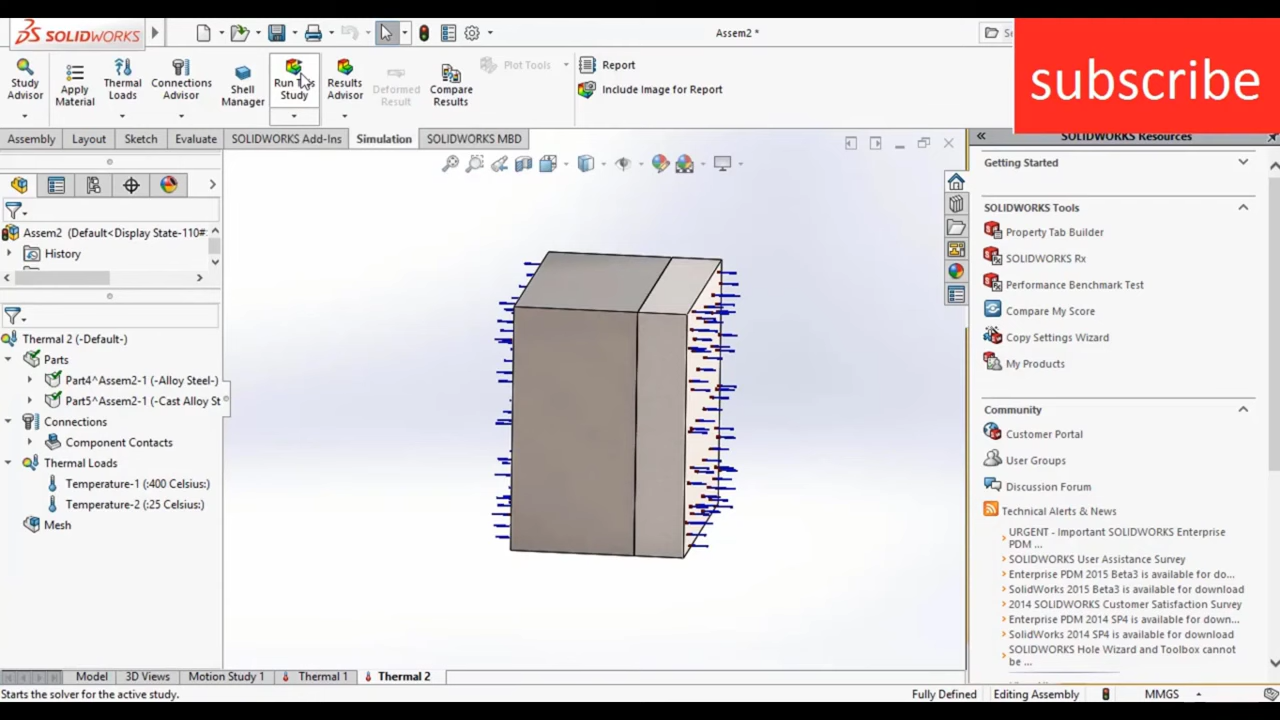 SOLIDWORKS
Assem2 *
subscribe
Study Advisor
Apply Material
Thermal Loads
Connections Advisor
Shell Manager
Study
Results Advisor
Deformed Result
Compare Results
Plot Tools
Report
Include Image for Report
Assembly
Layout
Sketch
Evaluate
SOLIDWORKS Add-Ins
Simulation
SOLIDWORKS MBD
SOLIDWORKS Resources
Assem2 (Default<Display State-110#
History
Thermal 2 (-Default-)
Parts
Part4^Assem2-1 (-Alloy Steel-)
Part5^Assem2-1 (-Cast Alloy St
Connections
Component Contacts
Thermal Loads
Temperature-1 (:400 Celsius:)
Temperature-2 (:25 Celsius:)
Mesh
Getting Started
SOLIDWORKS Tools
Property Tab Builder
SOLIDWORKS Rx
Performance Benchmark Test
Compare My Score
Copy Settings Wizard
My Products
Community
Customer Portal
User Groups
Discussion Forum
Technical Alerts & News
URGENT - Important SOLIDWORKS Enterprise
PDM ...
SOLIDWORKS User Assistance Survey
Enterprise PDM 2015 Beta3 is available for do...
SolidWorks 2015 Beta3 is available for download
2014 SOLIDWORKS Customer Satisfaction Survey
Enterprise PDM 2014 SP4 is available for down...
SolidWorks 2014 SP4 is available for download
SOLIDWORKS Hole Wizard and Toolbox cannot
be ...
Model
3D Views
Motion Study 1
Thermal 1
Thermal 2
Starts the solver for the active study.
Fully Defined
Editing Assembly
MMGS